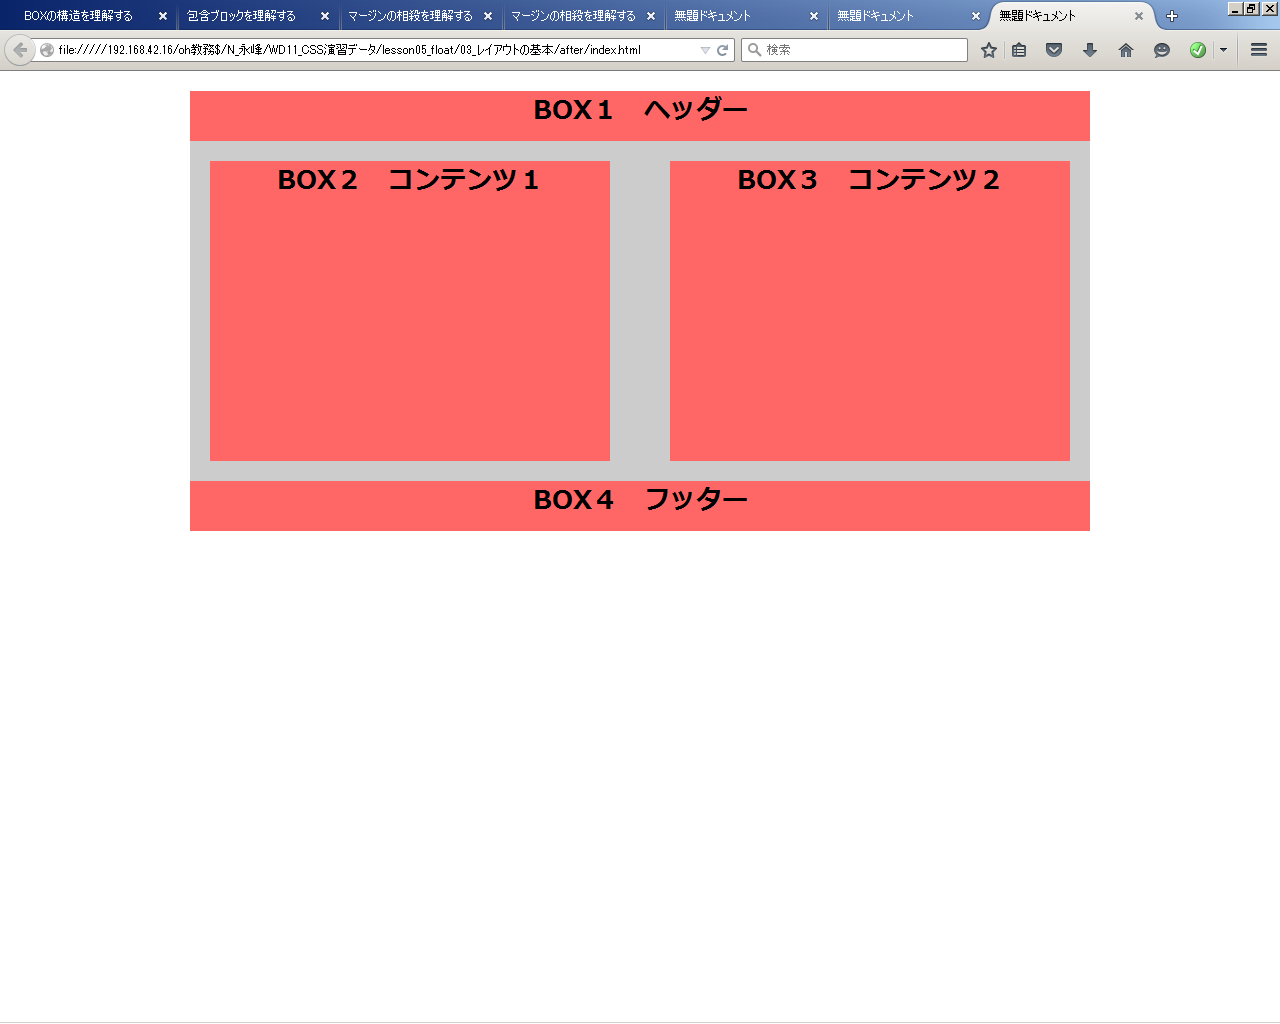 BOXの構造を理解する
包含ブロックを理解する
マージンの相殺を理解する
マージンの相殺を理解する
無題ドキュメント
無題ドキュメント
無題ドキュメント
file://///192.168.42.16/oh教務$/N_永峰/WD11_CSS演習データ/lesson05_float/03_レイアウトの基本/after/index.html
検索
BOX１　ヘッダー
BOX２　コンテンツ１
BOX３　コンテンツ２
BOX４　フッター